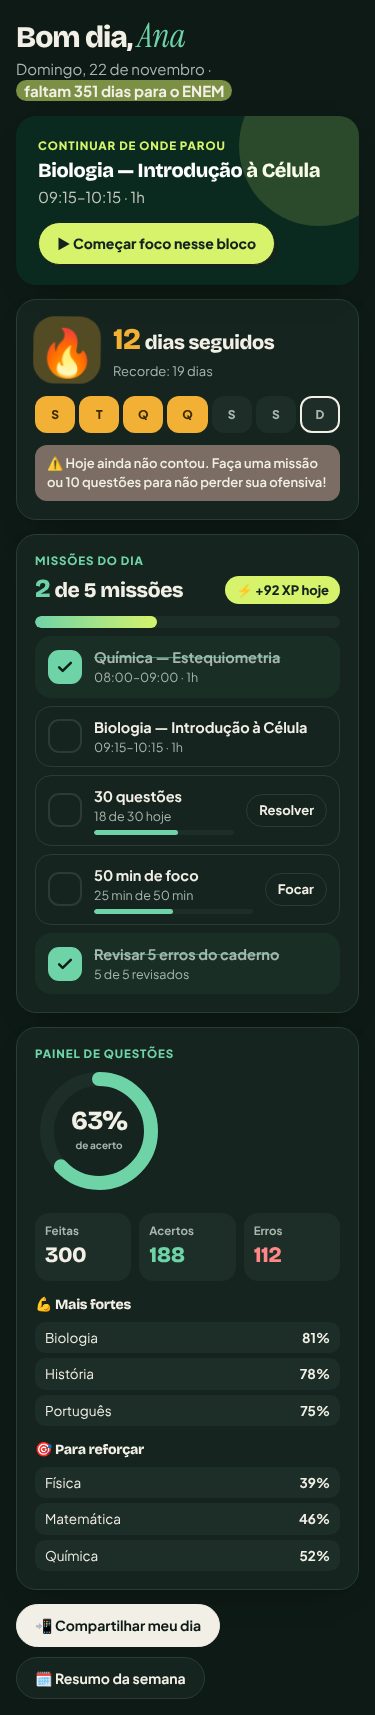 Bom dia, Ana
Domingo, 22 de novembro ·
faltam 351 dias para o ENEM
CONTINUAR DE ONDE PAROU
Biologia — Introdução à Célula
09:15–10:15 · 1h
▶ Começar foco nesse bloco
12 dias seguidos
Recorde: 19 dias
S T Q Q S S D
⚠️ Hoje ainda não contou. Faça uma missão
ou 10 questões para não perder sua ofensiva!
MISSÕES DO DIA
2 de 5 missões
⚡ +92 XP hoje
Química — Estequiometria
08:00–09:00 · 1h
Biologia — Introdução à Célula
09:15–10:15 · 1h
30 questões
18 de 30 hoje
Resolver
50 min de foco
25 min de 50 min
Focar
Revisar 5 erros do caderno
5 de 5 revisados
PAINEL DE QUESTÕES
63%
de acerto
Feitas Acertos Erros
300 188 112
💪 Mais fortes
Biologia 81%
História 78%
Português 75%
🎯 Para reforçar
Física 39%
Matemática 46%
Química 52%
📲 Compartilhar meu dia
🗓️ Resumo da semana